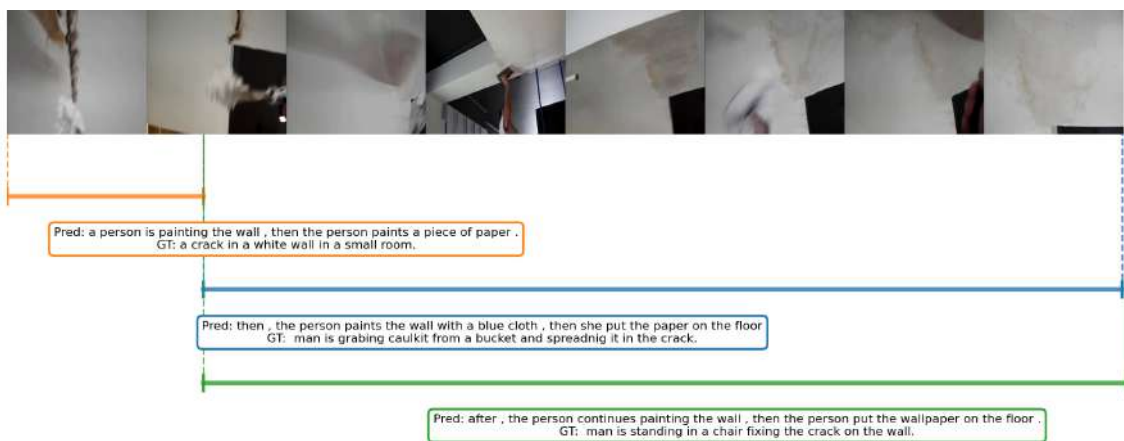 Pred: a person is painting the wall , then the person paints a piece of paper .
GT: a crack in a white wall in a small room.
Pred: then , the person paints the wall with a blue cloth , then she put the paper on the floor
GT: man is grabing caulkit from a bucket and spreadnig it in the crack.
Pred: after , the person continues painting the wall , then the person put the wallpaper on the floor .
GT: man is standing in a chair fixing the crack on the wall.